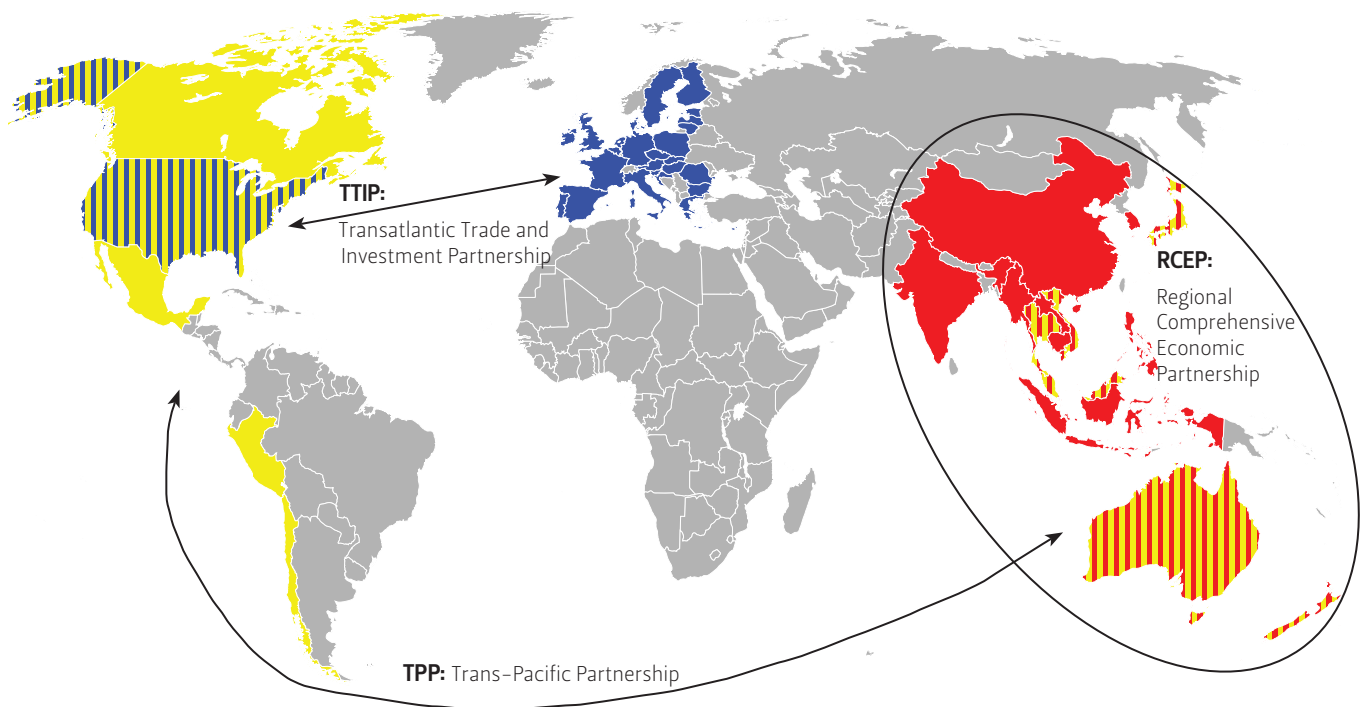 TTIP:
Transatlantic Trade and
Investment Partnership
RCEP:
Regional
Comprehensive
Economic
Partnership
TPP: Trans-Pacific Partnership